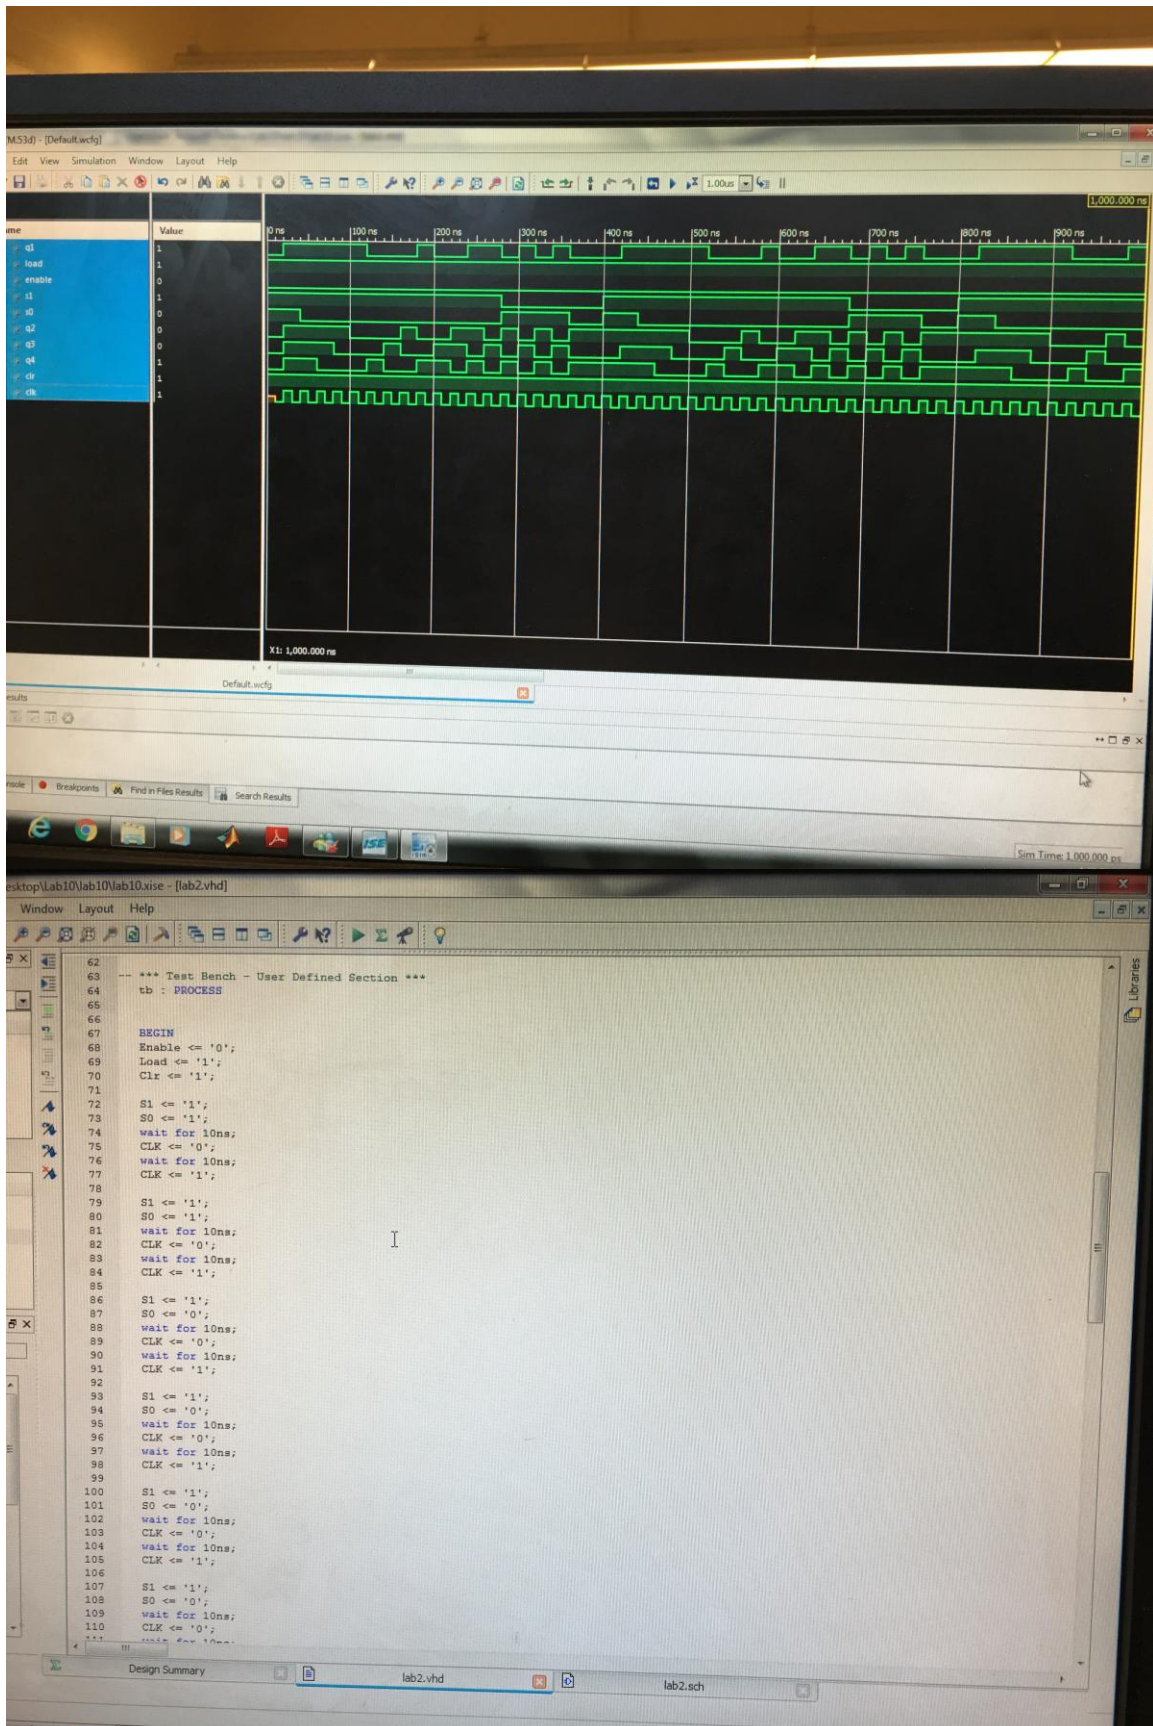 M.53d) - [Default.wcfg]
Edit View Simulation Window Layout Help
1.00us
1,000.000 ns
Value
0 ns 100 ns 200 ns 300 ns 400 ns 500 ns 600 ns 700 ns 800 ns 900 ns
q1 1
load 1
enable 0
s1 1
s0 0
q2 0
q3 0
q4 1
clr 1
clk 1
X1: 1,000.000 ns
Default.wcfg
Breakpoints Find in Files Results Search Results
ISE
Sim Time: 1,000,000 ps
esktop\Lab10\lab10\lab10.xise - [lab2.vhd]
Window Layout Help
Libraries
62
63 -- *** Test Bench - User Defined Section ***
64 tb : PROCESS
65
66
67 BEGIN
68 Enable <= '0';
69 Load <= '1';
70 Clr <= '1';
71
72 S1 <= '1';
73 S0 <= '1';
74 wait for 10ns;
75 CLK <= '0';
76 wait for 10ns;
77 CLK <= '1';
78
79 S1 <= '1';
80 S0 <= '1';
81 wait for 10ns;
82 CLK <= '0';
83 wait for 10ns;
84 CLK <= '1';
85
86 S1 <= '1';
87 S0 <= '0';
88 wait for 10ns;
89 CLK <= '0';
90 wait for 10ns;
91 CLK <= '1';
92
93 S1 <= '1';
94 S0 <= '0';
95 wait for 10ns;
96 CLK <= '0';
97 wait for 10ns;
98 CLK <= '1';
99
100 S1 <= '1';
101 S0 <= '0';
102 wait for 10ns;
103 CLK <= '0';
104 wait for 10ns;
105 CLK <= '1';
106
107 S1 <= '1';
108 S0 <= '0';
109 wait for 10ns;
110 CLK <= '0';
Design Summary lab2.vhd lab2.sch